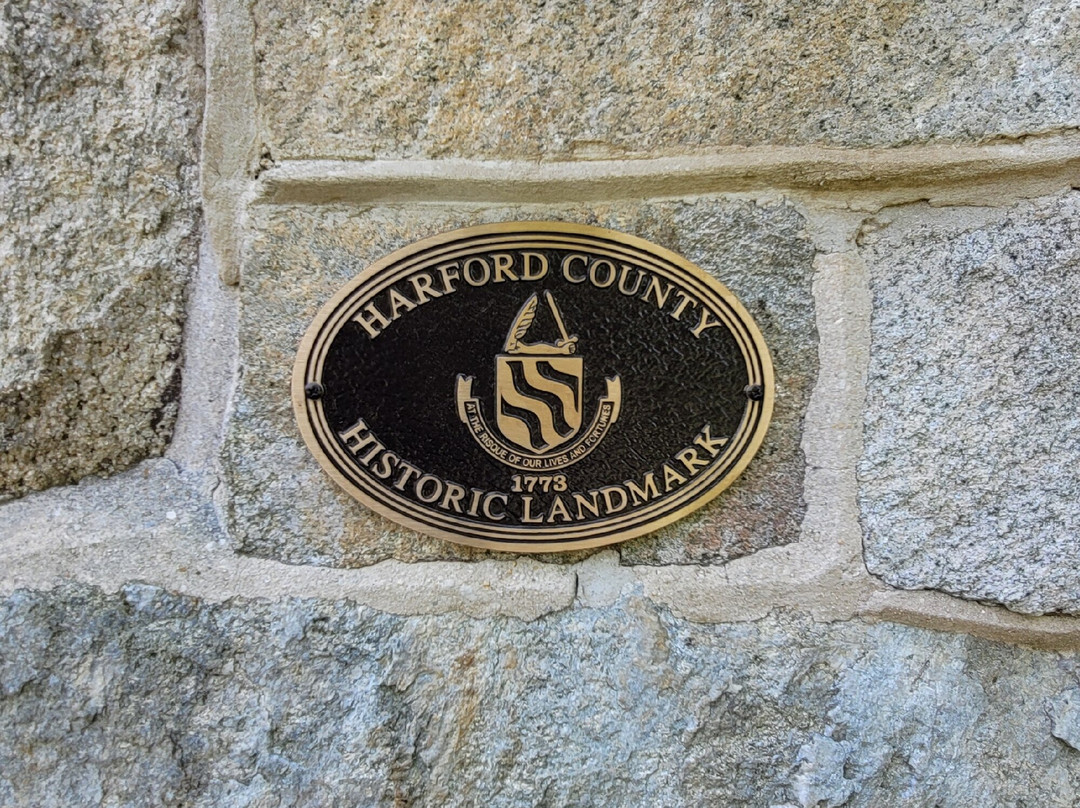 HARFORD COUNTY
AT THE RISQUE OF OUR LIVES AND FORTUNES
1773
HISTORIC LANDMARK